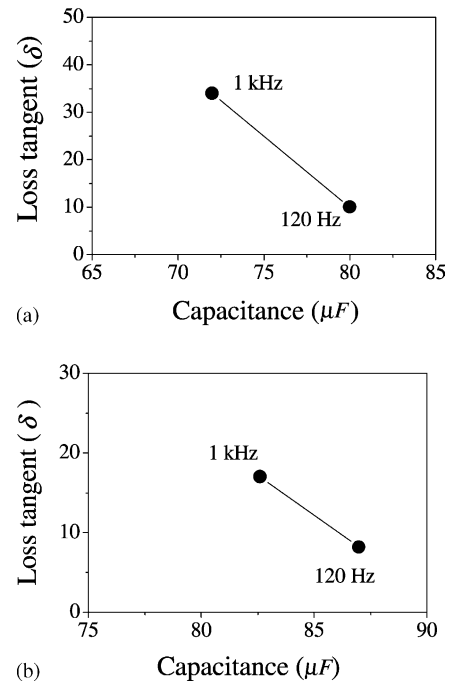 50
40
30
20
10
0
Loss tangent (δ)
1 kHz
120 Hz
65 70 75 80 85
Capacitance (μF)
(a)
30
20
10
0
Loss tangent (δ )
1 kHz
120 Hz
75 80 85 90
Capacitance (μF)
(b)